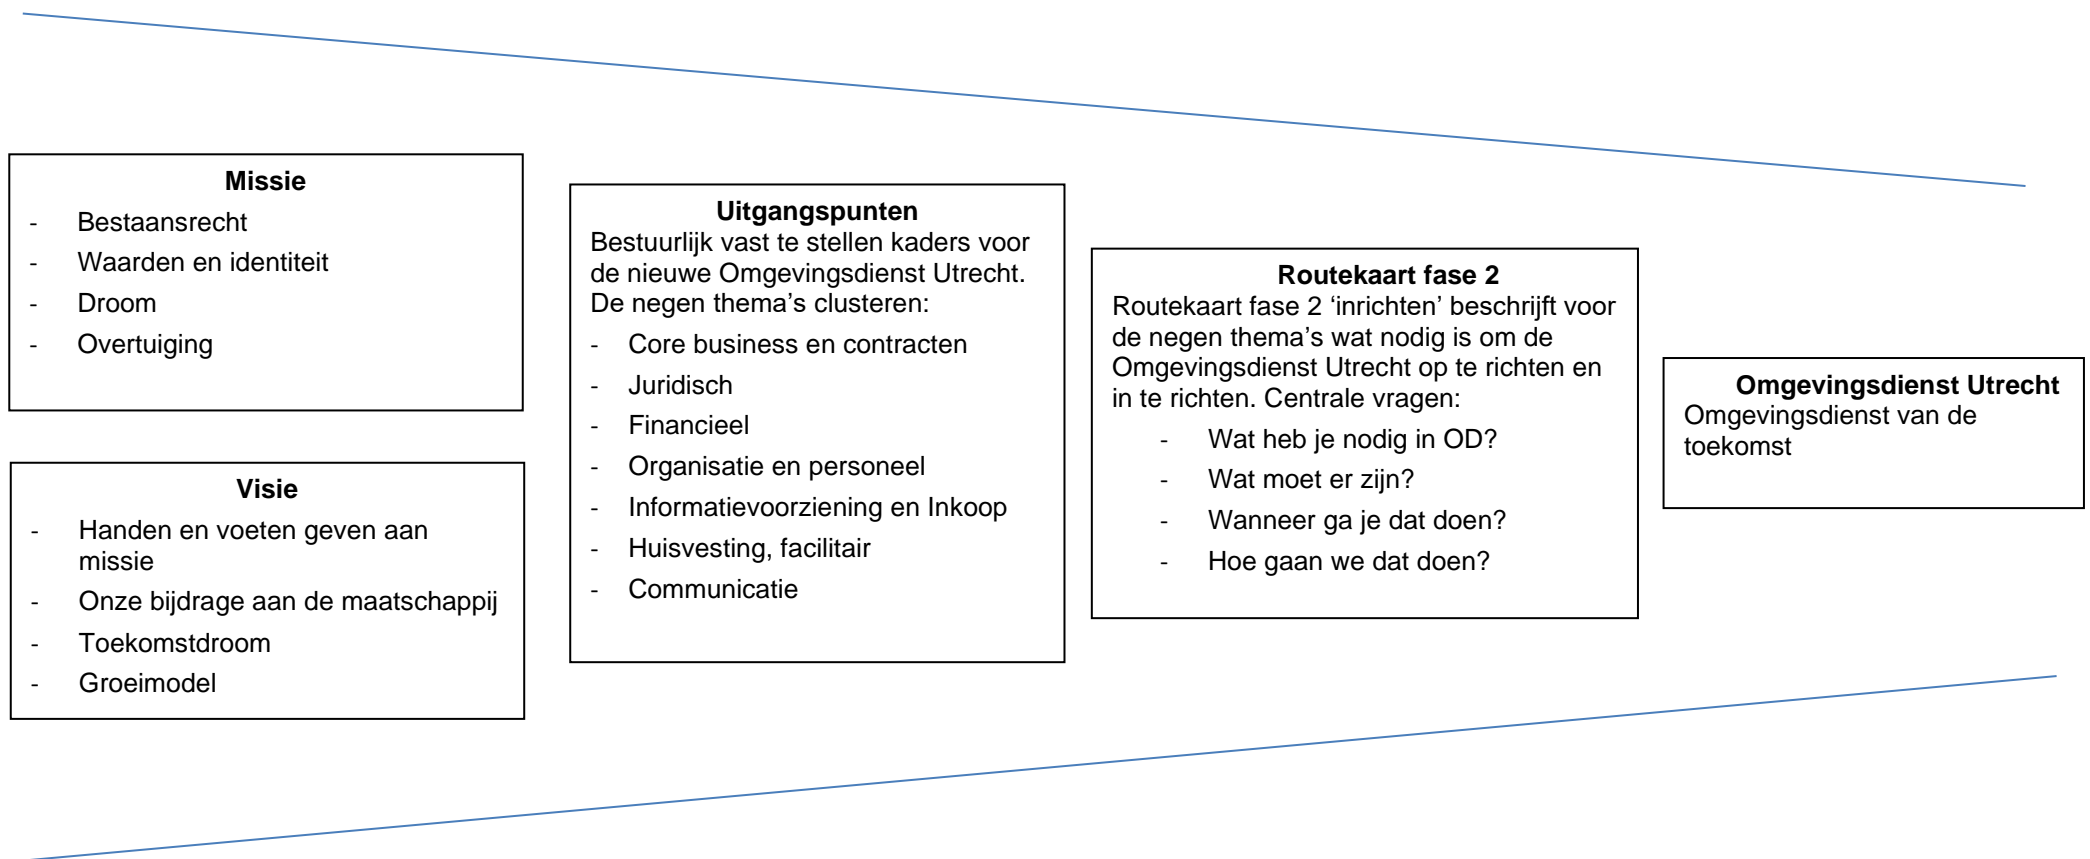 Missie
- Bestaansrecht
- Waarden en identiteit
- Droom
- Overtuiging
Visie
- Handen en voeten geven aan
missie
- Onze bijdrage aan de maatschappij
- Toekomstdroom
- Groeimodel
Uitgangspunten
Bestuurlijk vast te stellen kaders voor
de nieuwe Omgevingsdienst Utrecht.
De negen thema’s clusteren:
- Core business en contracten
- Juridisch
- Financieel
- Organisatie en personeel
- Informatievoorziening en Inkoop
- Huisvesting, facilitair
- Communicatie
Routekaart fase 2
Routekaart fase 2 ‘inrichten’ beschrijft voor
de negen thema’s wat nodig is om de
Omgevingsdienst Utrecht op te richten en
in te richten. Centrale vragen:
- Wat heb je nodig in OD?
- Wat moet er zijn?
- Wanneer ga je dat doen?
- Hoe gaan we dat doen?
Omgevingsdienst Utrecht
Omgevingsdienst van de
toekomst